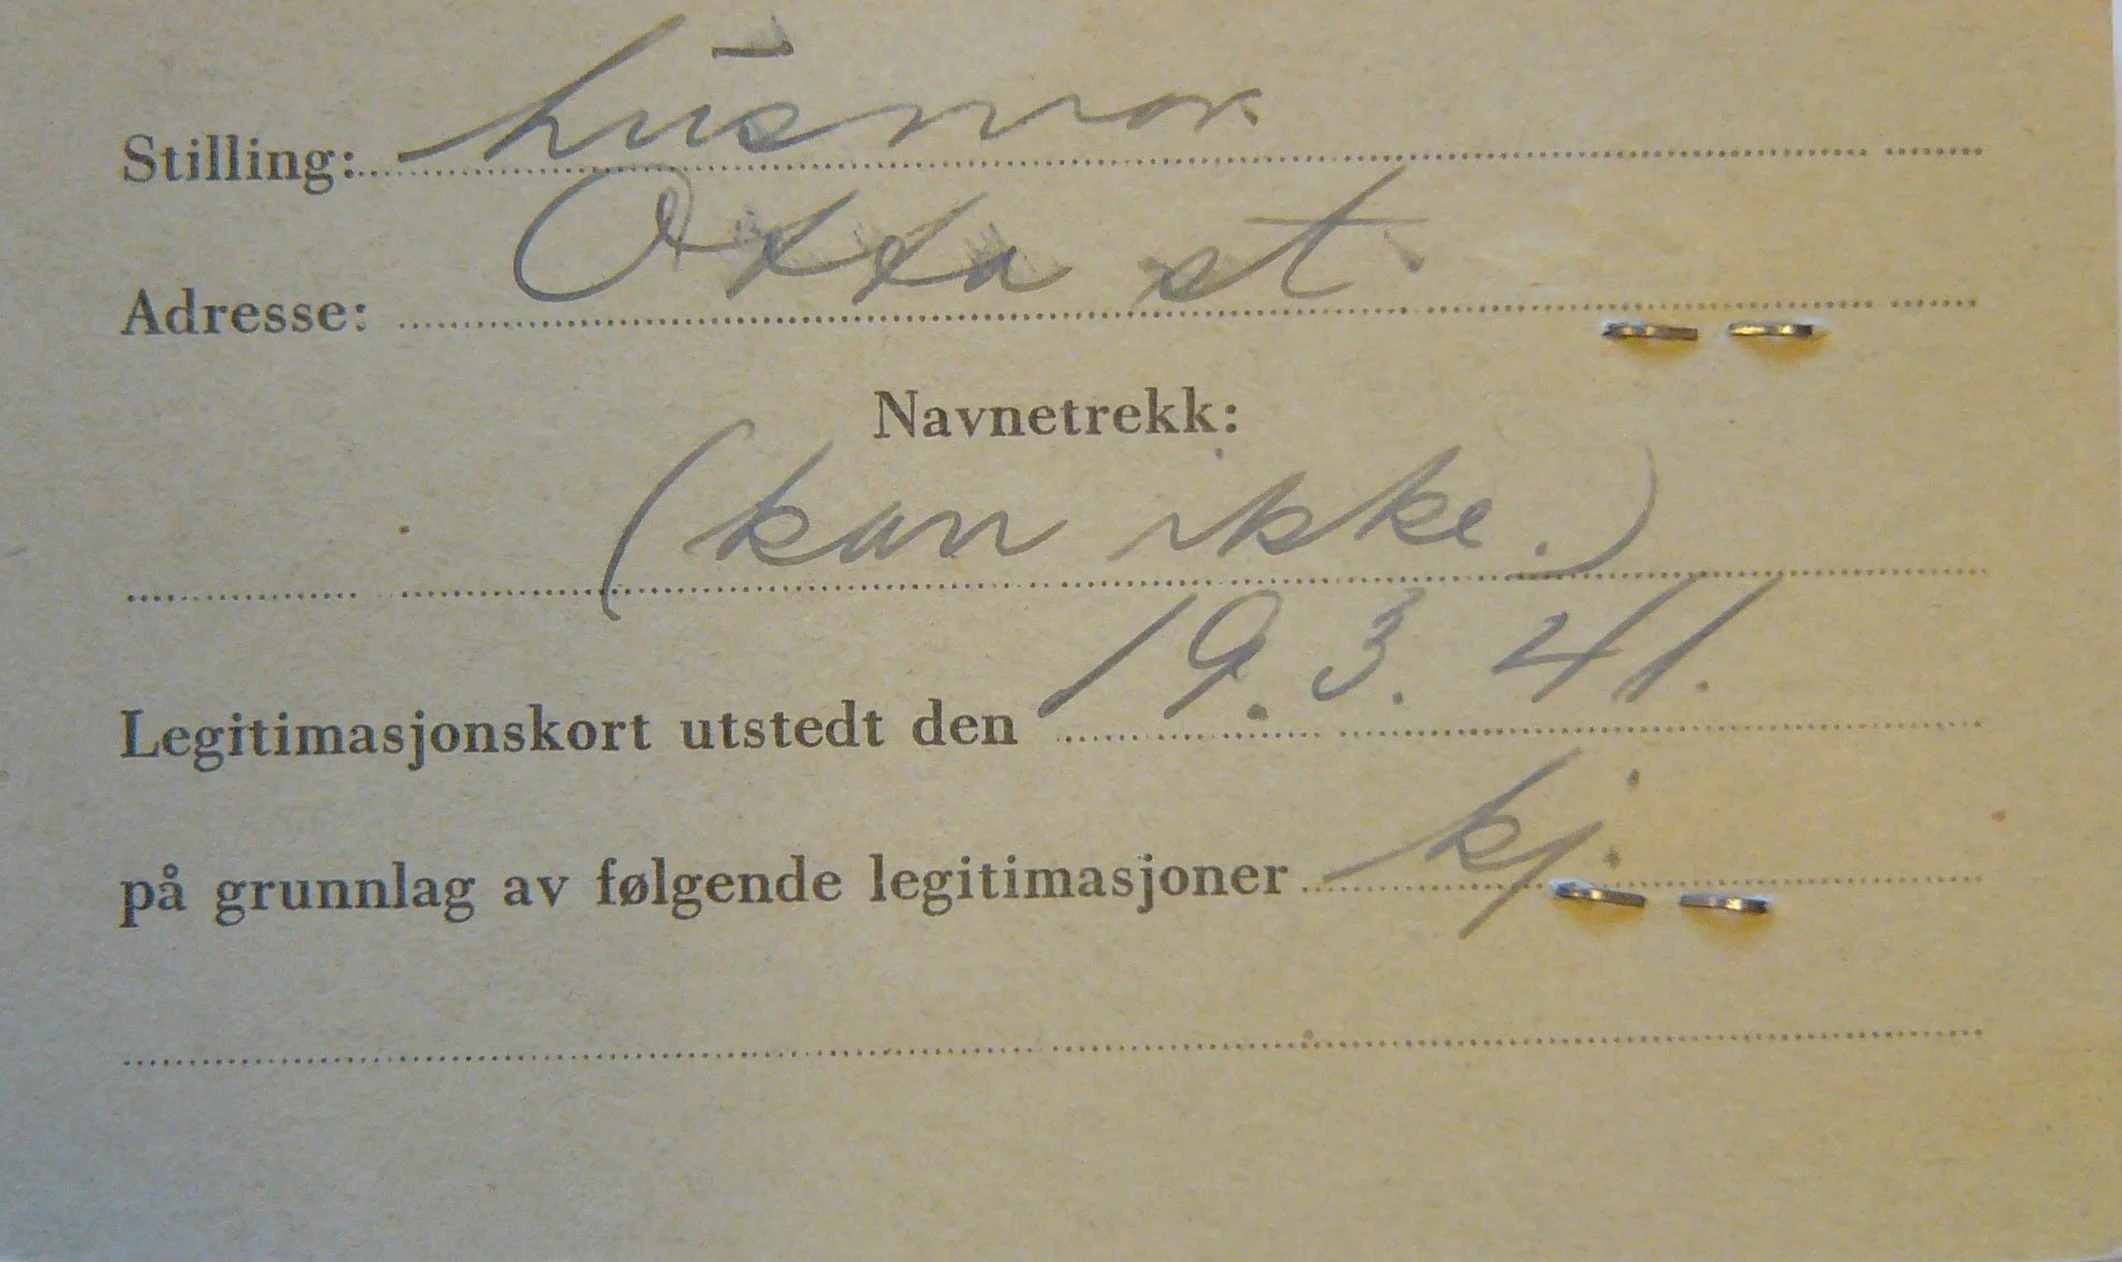 Stilling: husmor.
Adresse: Otta st.
Navnetrekk:
(kan ikke.)
Legitimasjonskort utstedt den 19. 3. 41.
på grunnlag av følgende legitimasjoner kj.